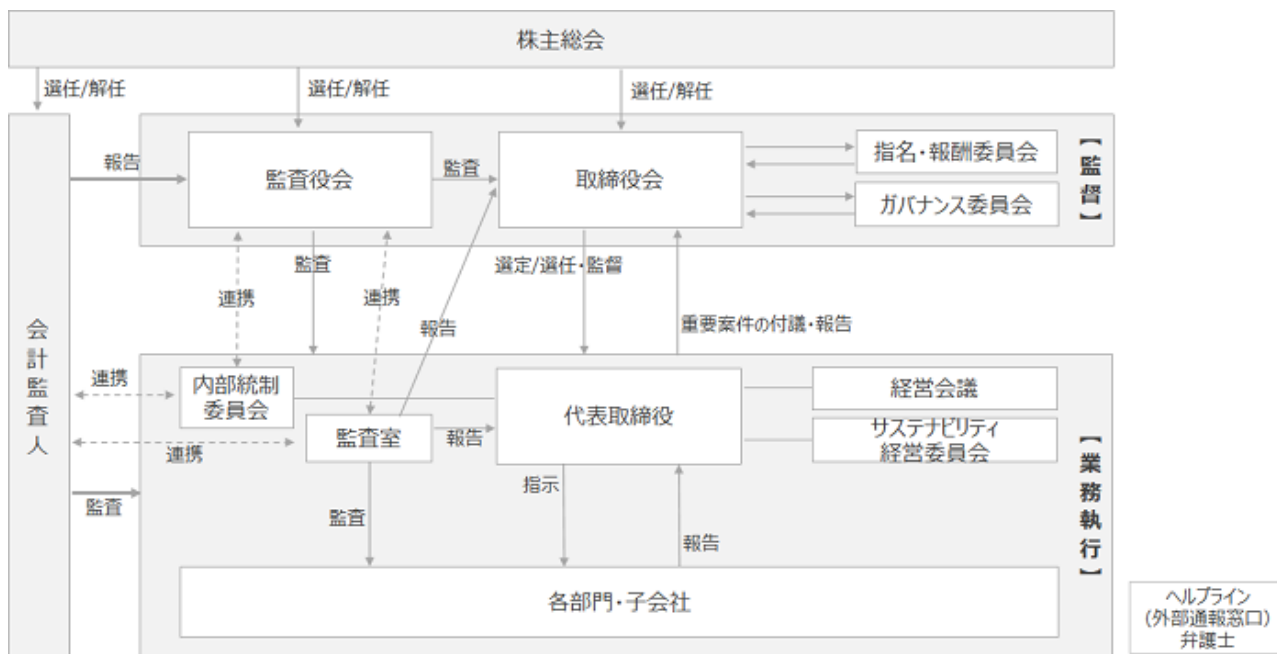 株主総会
選任/解任
選任/解任
選任/解任
報告
監査役会
監査
取締役会
指名・報酬委員会
ガバナンス委員会
【監督】
監査
選定/選任・監督
連携
連携
報告
重要案件の付議・報告
会計監査人
連携
内部統制
委員会
代表取締役
経営会議
監査室
報告
サステナビリティ
経営委員会
連携
【業務執行】
監査
指示
監査
報告
各部門・子会社
ヘルプライン
(外部通報窓口)
弁護士